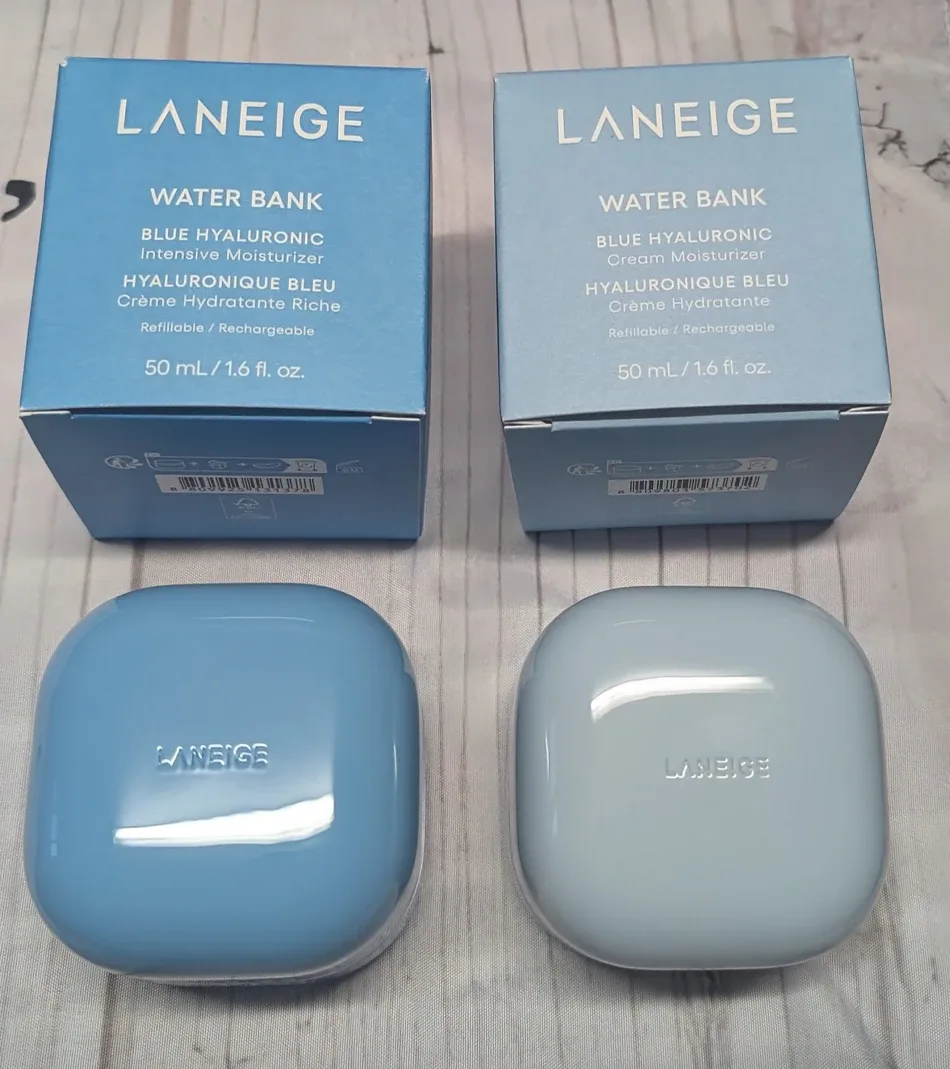 LANEIGE
WATER BANK
BLUE HYALURONIC
Intensive Moisturizer
HYALURONIQUE BLEU
Crème Hydratante Riche
Refillable / Rechargeable
50 mL / 1.6 fl. oz.
LANEIGE
WATER BANK
BLUE HYALURONIC
Cream Moisturizer
HYALURONIQUE BLEU
Crème Hydratante
Refillable / Rechargeable
50 mL / 1.6 fl. oz.
LANEIGE
LANEIGE